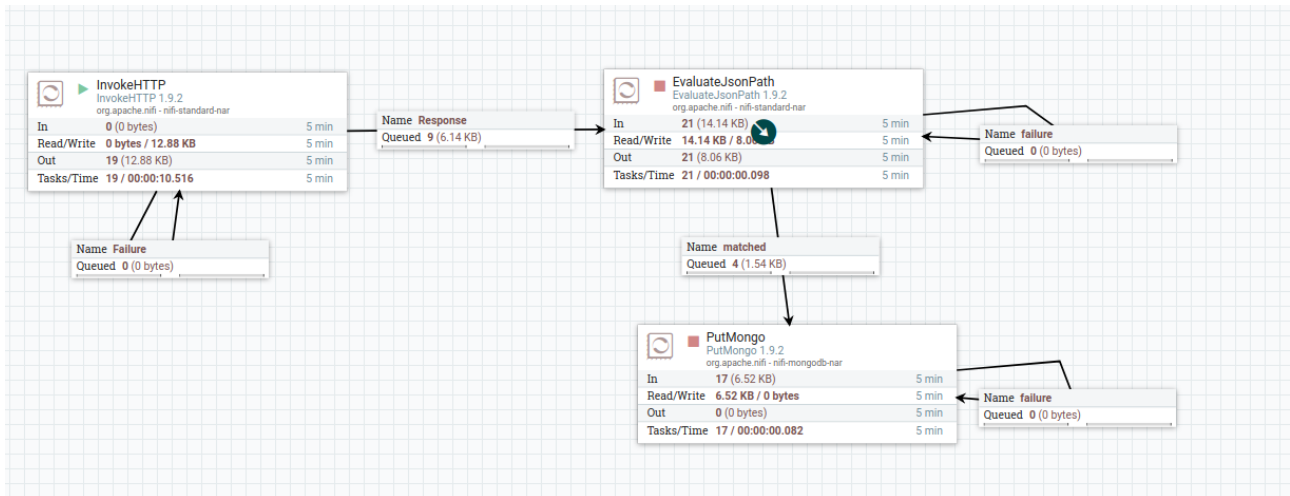 InvokeHTTP
InvokeHTTP 1.9.2
org.apache.nifi - nifi-standard-nar
In 0 (0 bytes) 5 min
Read/Write 0 bytes / 12.88 KB 5 min
Out 19 (12.88 KB) 5 min
Tasks/Time 19 / 00:00:10.516 5 min
Name Failure
Queued 0 (0 bytes)
Name Response
Queued 9 (6.14 KB)
EvaluateJsonPath
EvaluateJsonPath 1.9.2
org.apache.nifi - nifi-standard-nar
In 21 (14.14 KB) 5 min
Read/Write 14.14 KB / 5 min
Out 21 (8.06 KB) 5 min
Tasks/Time 21 / 00:00:00.098 5 min
Name failure
Queued 0 (0 bytes)
Name matched
Queued 4 (1.54 KB)
PutMongo
PutMongo 1.9.2
org.apache.nifi - nifi-mongodb-nar
In 17 (6.52 KB) 5 min
Read/Write 6.52 KB / 0 bytes 5 min
Out 0 (0 bytes) 5 min
Tasks/Time 17 / 00:00:00.082 5 min
Name failure
Queued 0 (0 bytes)